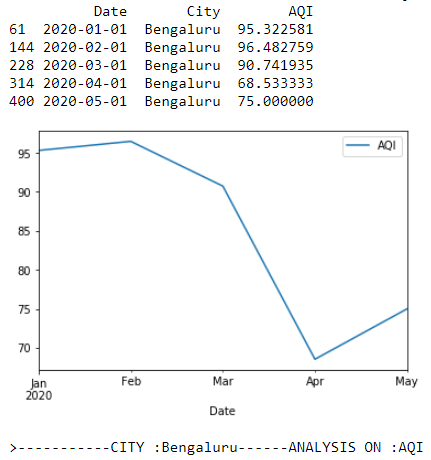 Date City AQI
61 2020-01-01 Bengaluru 95.322581
144 2020-02-01 Bengaluru 96.482759
228 2020-03-01 Bengaluru 90.741935
314 2020-04-01 Bengaluru 68.533333
400 2020-05-01 Bengaluru 75.000000
AQI
95
90
85
80
75
70
Jan Feb Mar Apr May
2020
Date
>-----------CITY :Bengaluru------ANALYSIS ON :AQI